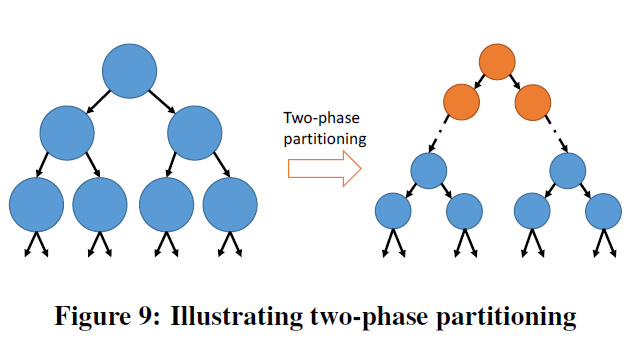 Two-phase
partitioning
Figure 9: Illustrating two-phase partitioning